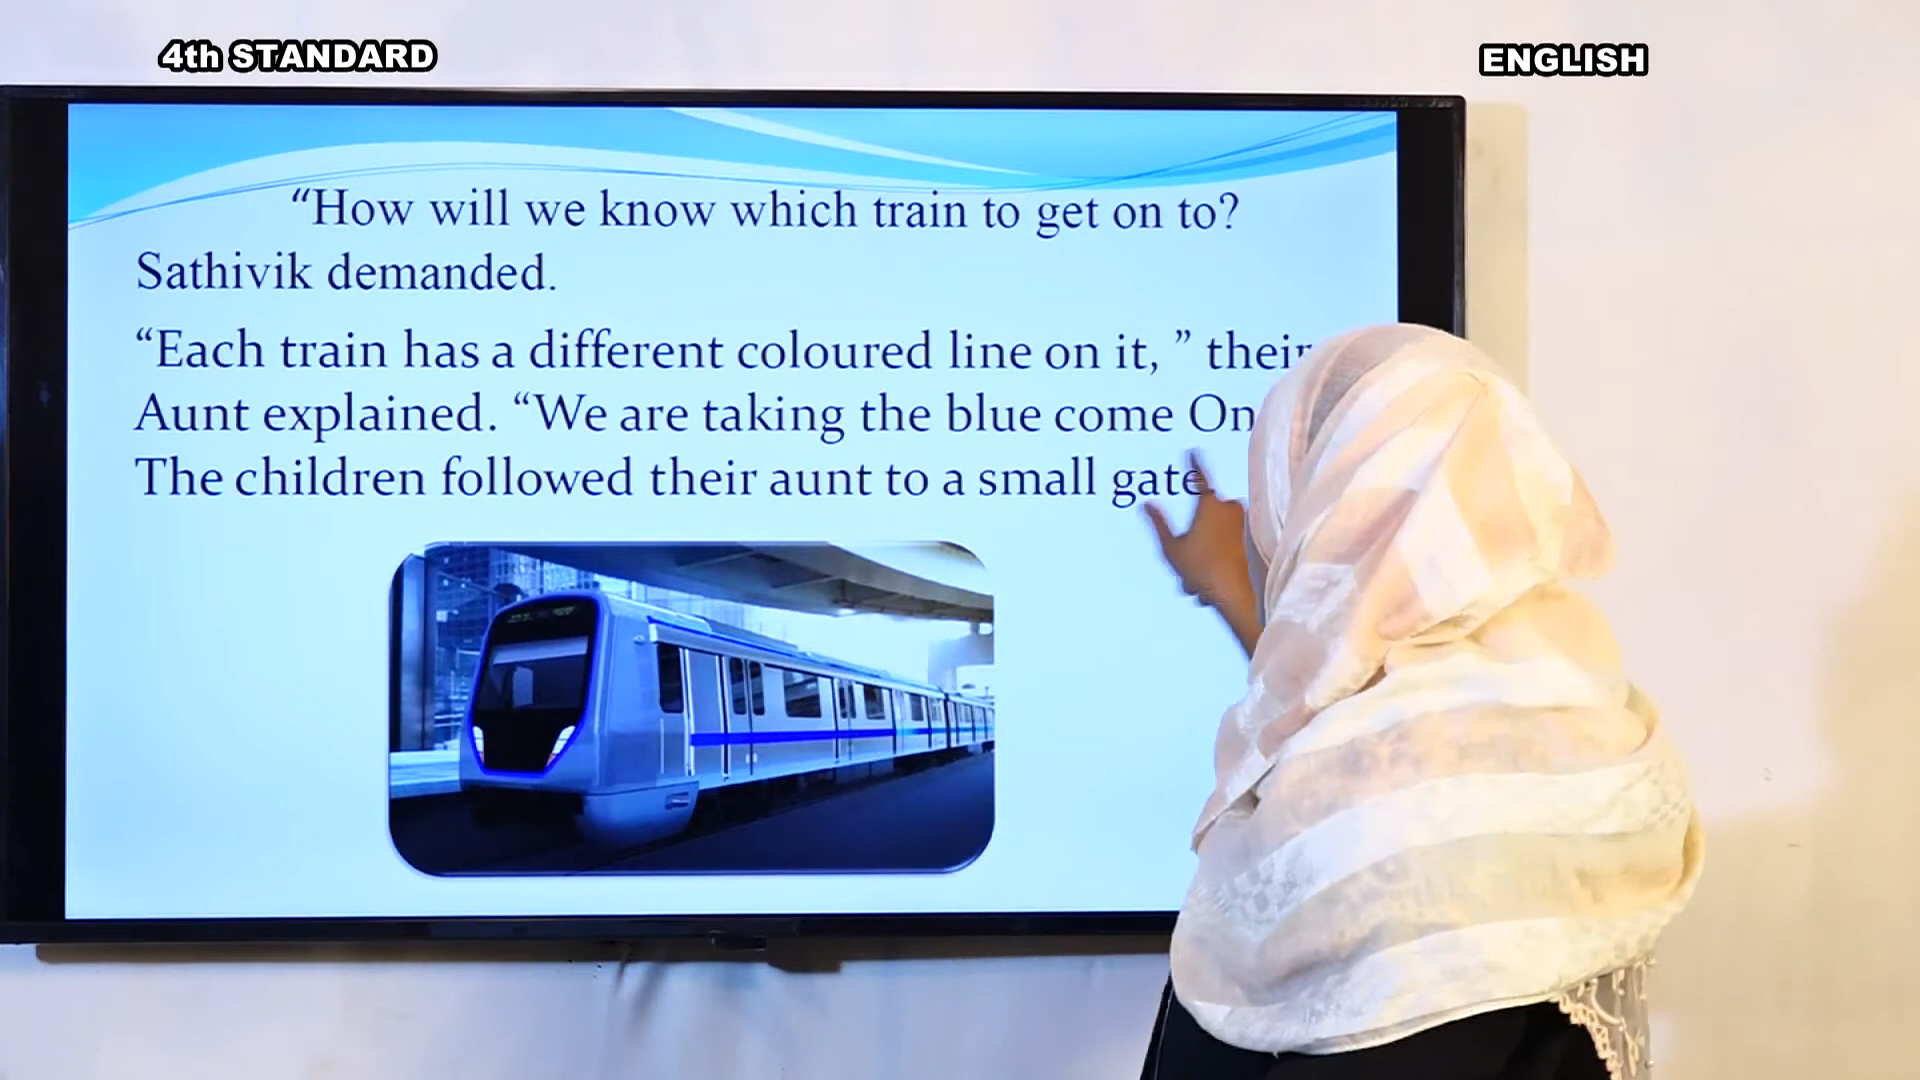 4th STANDARD
ENGLISH
“How will we know which train to get on to?
Sathivik demanded.
“Each train has a different coloured line on it, ” their
Aunt explained. “We are taking the blue come On
The children followed their aunt to a small gate